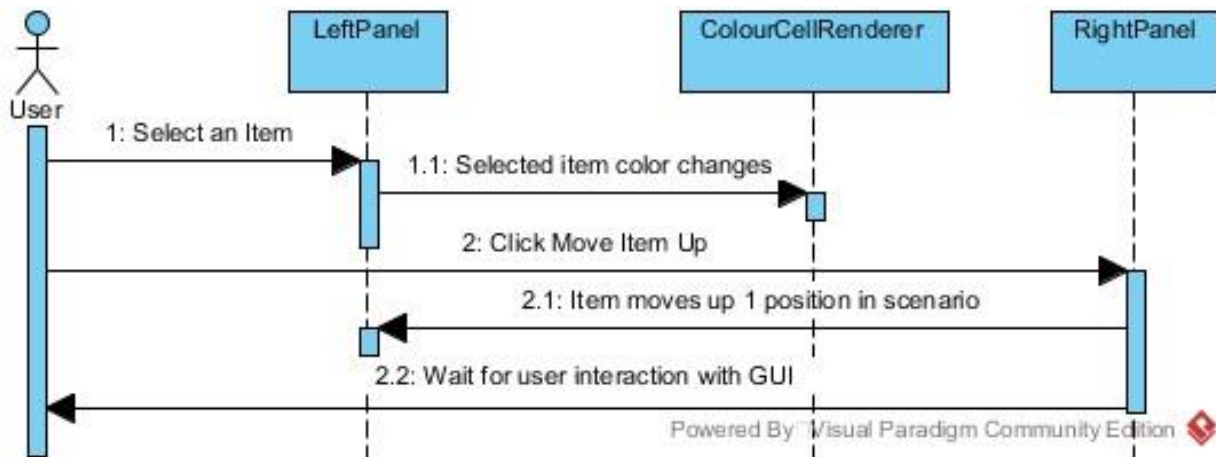 LeftPanel
ColourCellRenderer
RightPanel
User
1: Select an Item
1.1: Selected item color changes
2: Click Move Item Up
2.1: Item moves up 1 position in scenario
2.2: Wait for user interaction with GUI
Powered By Visual Paradigm Community Edition